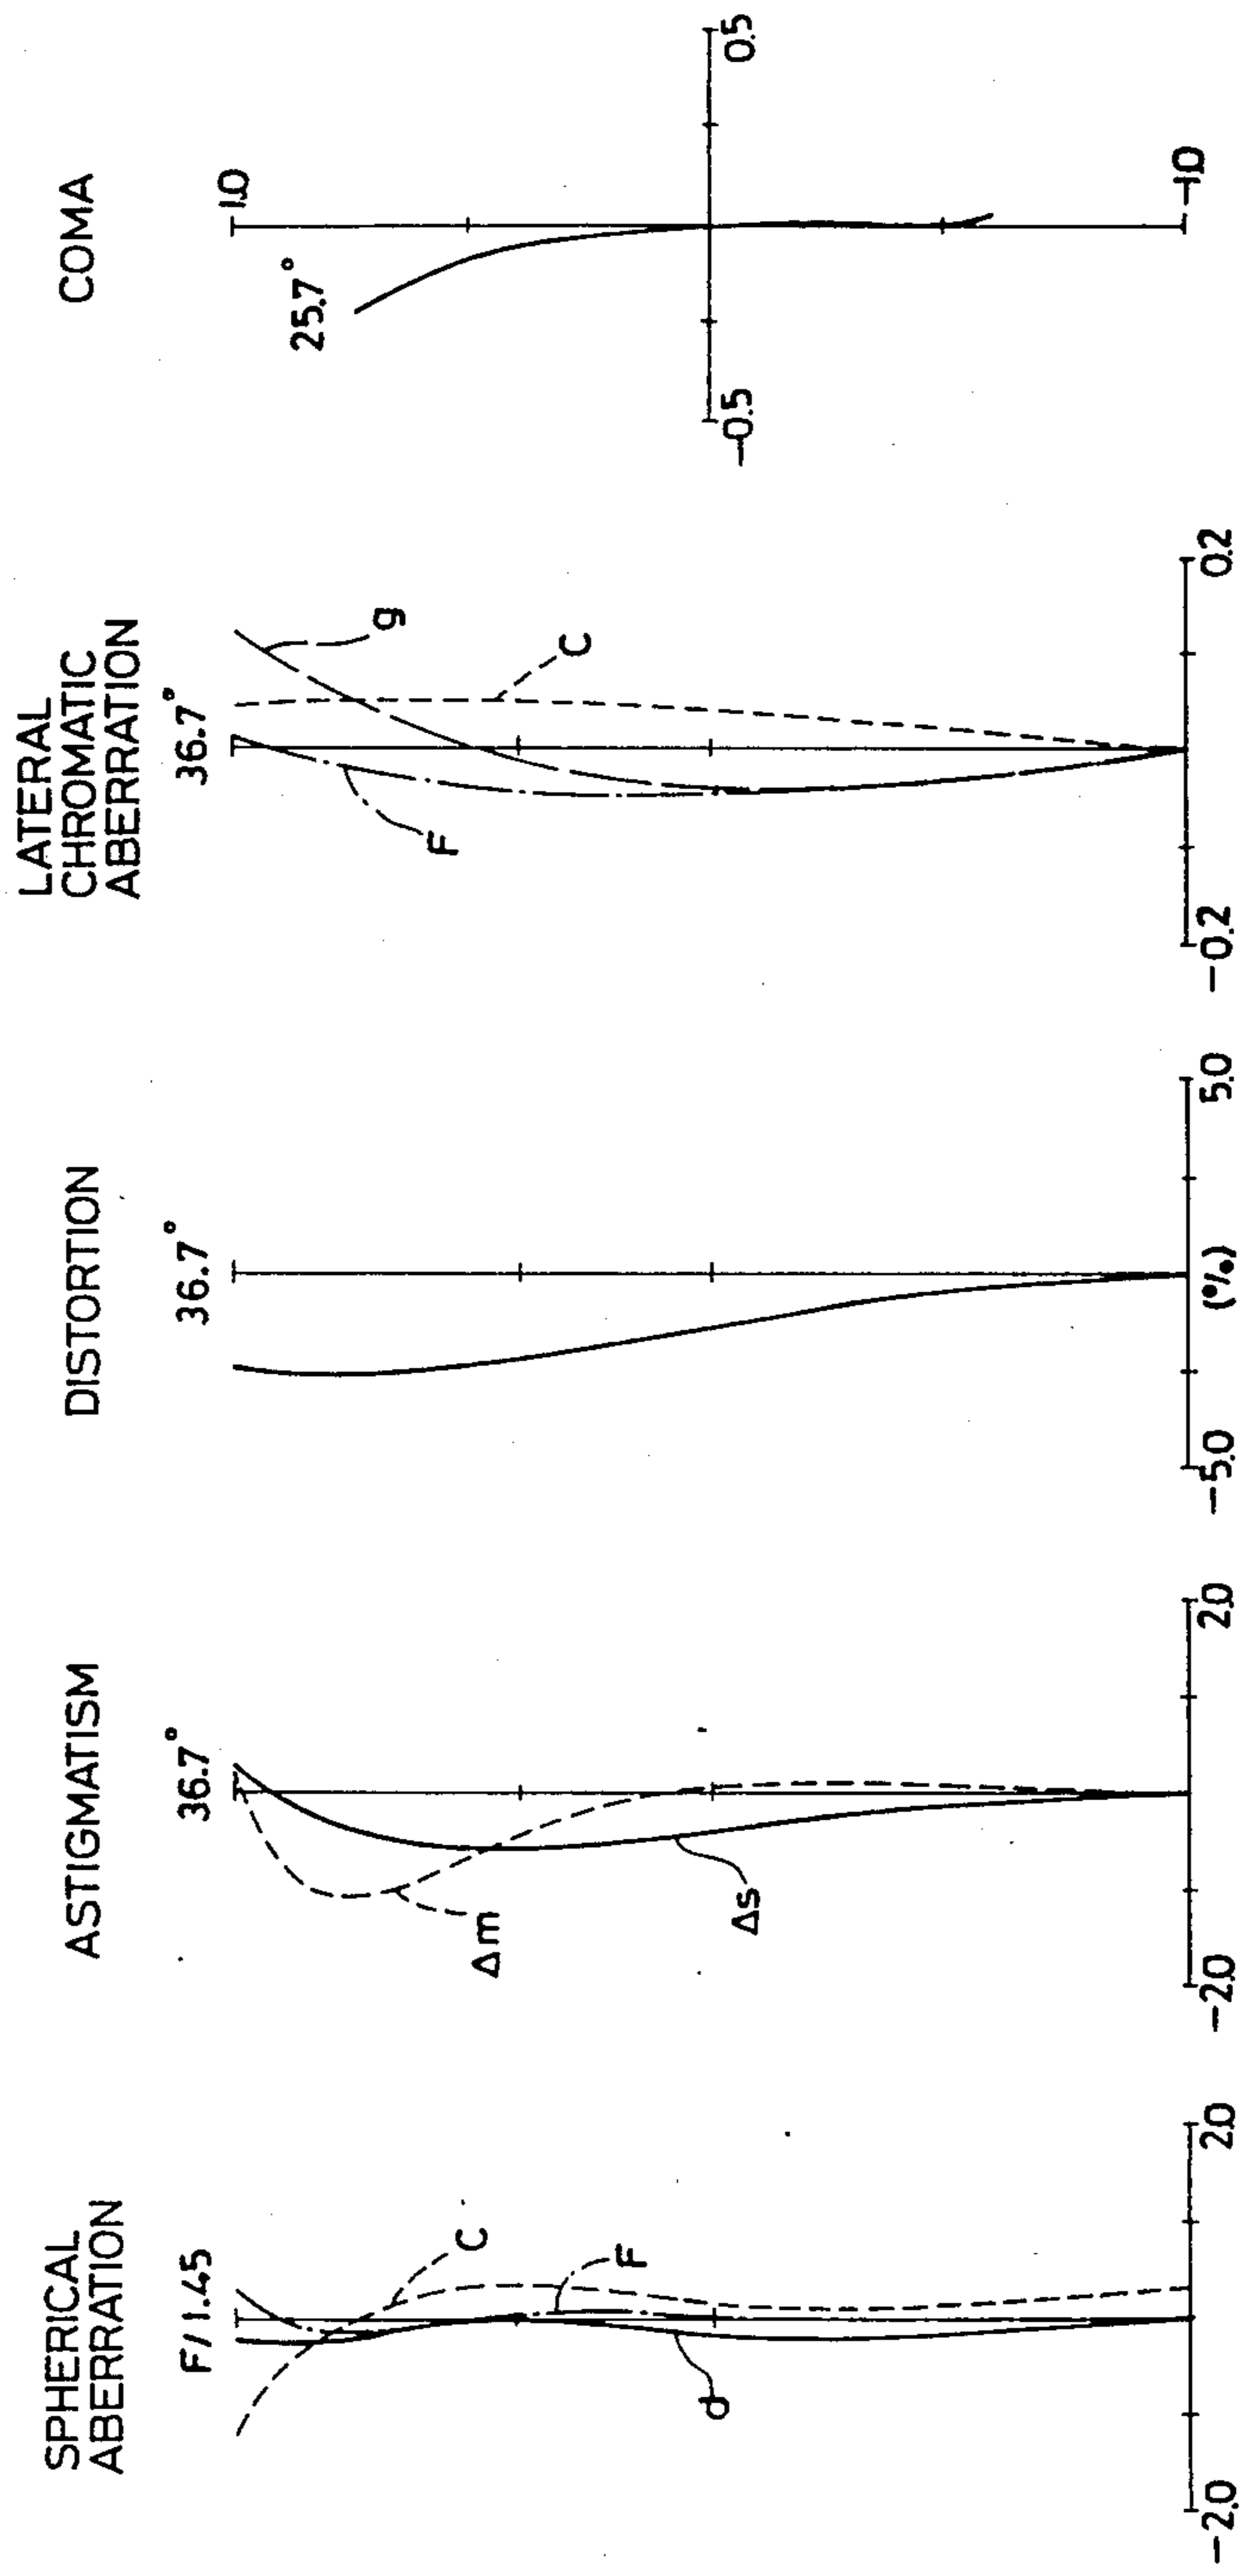 SPHERICAL
ABERRATION
F/1.45
C
F
d
-2.0
2.0
ASTIGMATISM
36.7°
Δm
Δs
-2.0
2.0
DISTORTION
36.7°
-5.0
(%)
5.0
LATERAL
CHROMATIC
ABERRATION
36.7°
g
C
F
-0.2
0.2
COMA
25.7°
1.0
-0.5
0.5
-1.0